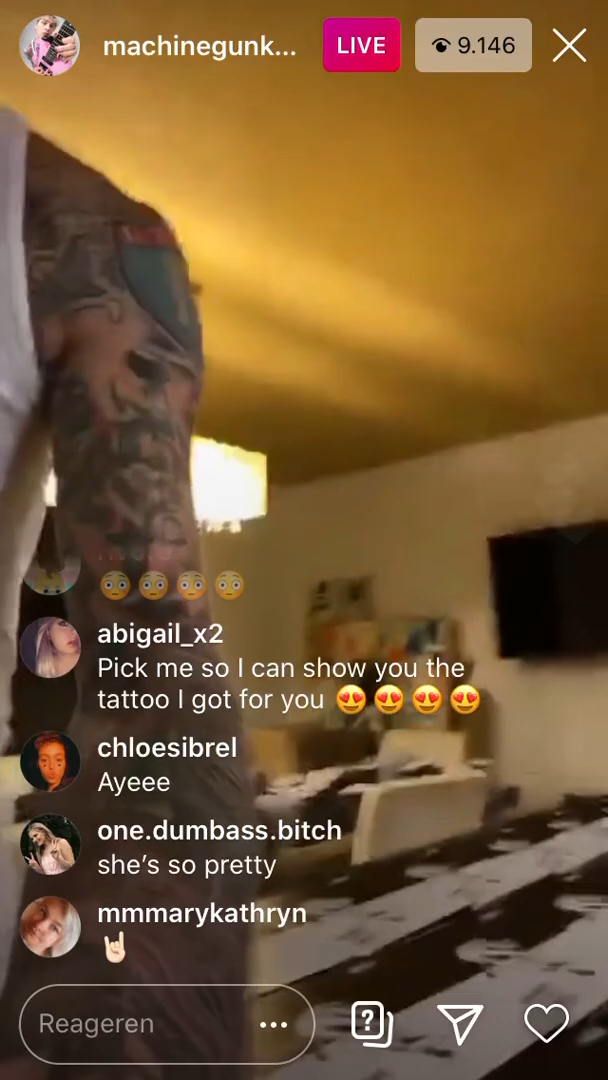 machinegunk...
LIVE
9.146
😳 😳 😳 😳
abigail_x2
Pick me so I can show you the
tattoo I got for you 😍 😍 😍 😍
chloesibrel
Ayeee
one.dumbass.bitch
she's so pretty
mmmarykathryn
🤘🏻
Reageren